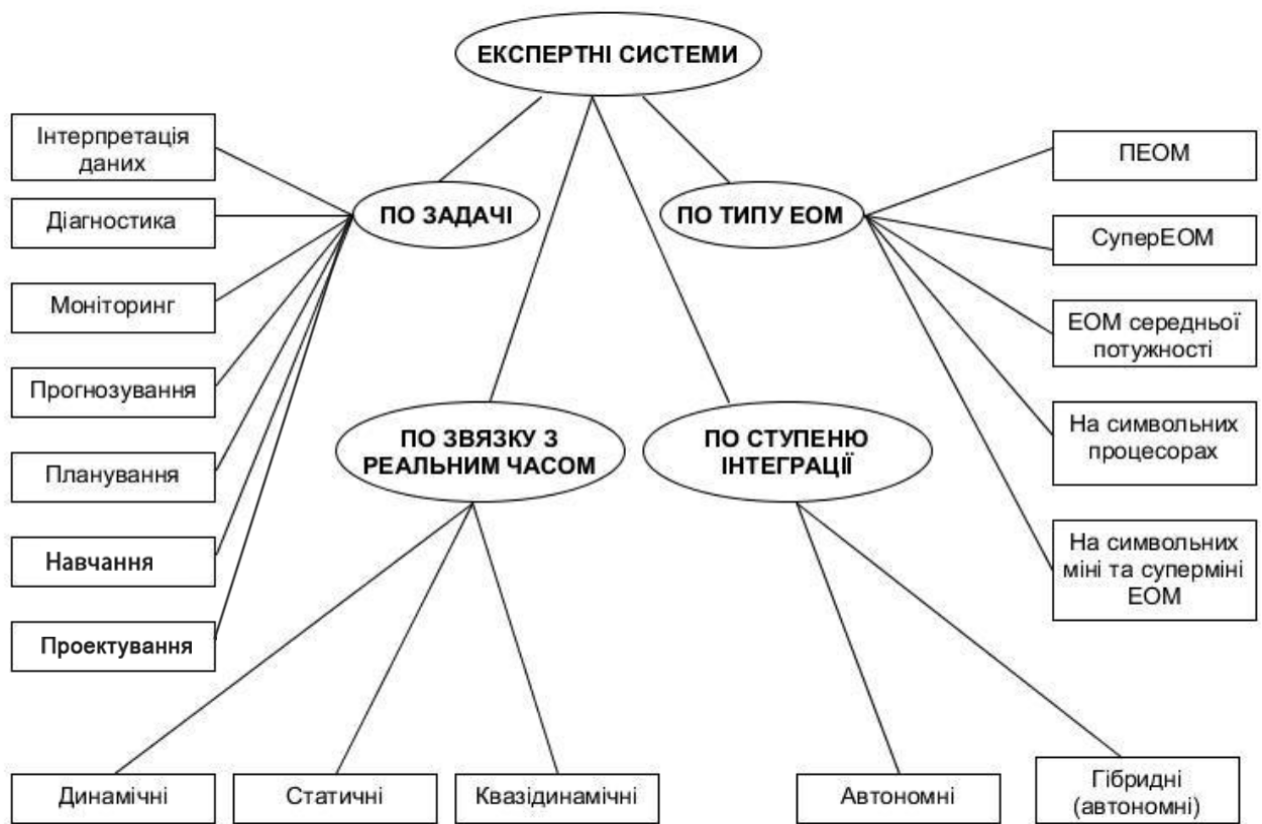 ЕКСПЕРТНІ СИСТЕМИ
ПО ЗАДАЧІ
Інтерпретація
даних
Діагностика
Моніторинг
Прогнозування
Планування
Навчання
Проектування
ПО ТИПУ ЕОМ
ПЕОМ
СуперЕОМ
ЕОМ середньої
потужності
На символьних
процесорах
На символьних
міні та суперміні
ЕОМ
ПО ЗВЯЗКУ З
РЕАЛЬНИМ ЧАСОМ
Динамічні
Статичні
Квазідинамічні
ПО СТУПЕНЮ
ІНТЕГРАЦІЇ
Автономні
Гібридні
(автономні)